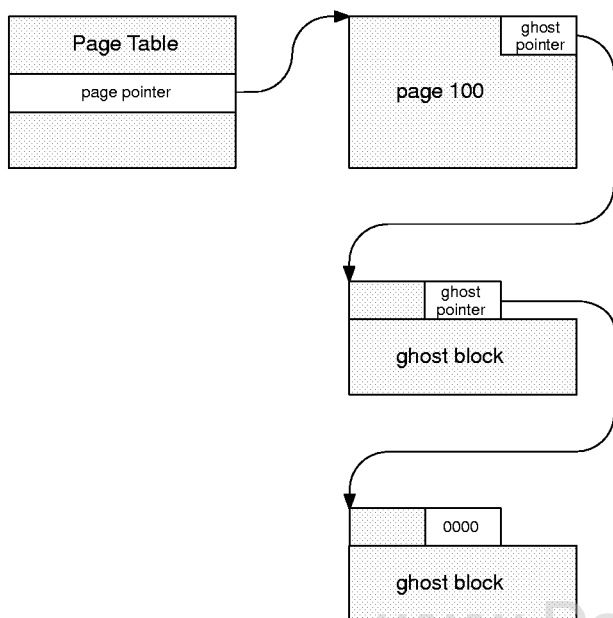 Page Table
page pointer
ghost
pointer
page 100
ghost
pointer
ghost block
0000
ghost block